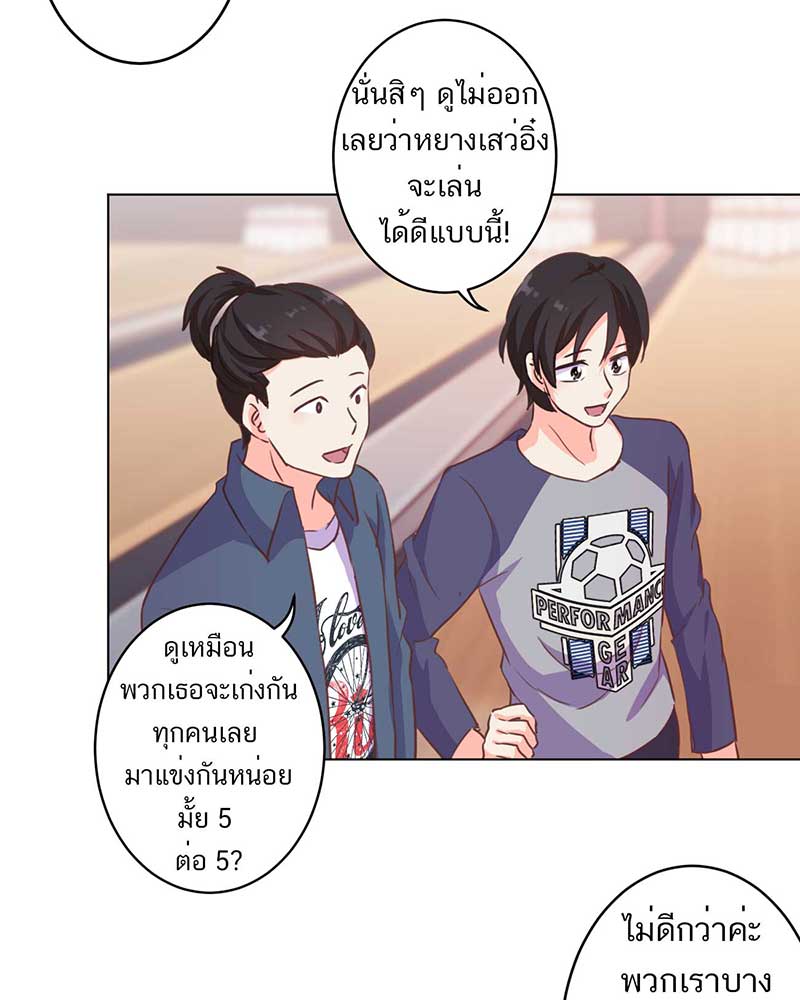 นั่นสิๆ ดูไม่ออก
เลยว่าหยางเสว่อิ๋ง
จะเล่น
ได้ดีแบบนี้!
love
PERFORMANCE
GE
AR
ดูเหมือน
พวกเธอจะเก่งกัน
ทุกคนเลย
มาแข่งกันหน่อย
มั้ย 5
ต่อ 5?
ไม่ดีกว่าค่ะ
พวกเราบาง